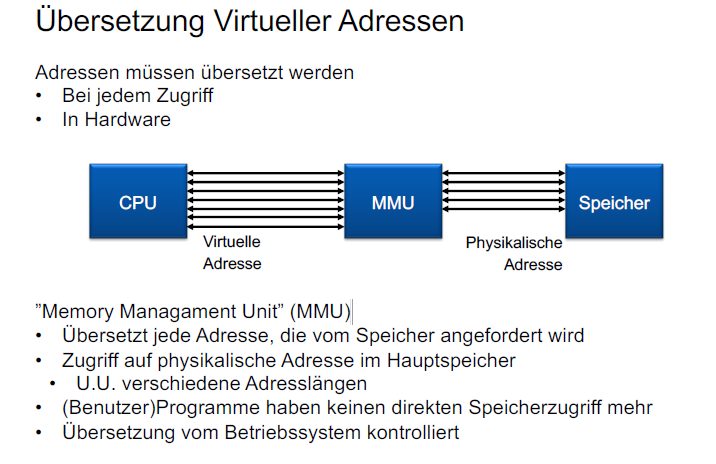 Übersetzung Virtueller Adressen
Adressen müssen übersetzt werden
• Bei jedem Zugriff
• In Hardware
CPU
MMU
Speicher
Virtuelle
Adresse
Physikalische
Adresse
”Memory Managament Unit” (MMU)
• Übersetzt jede Adresse, die vom Speicher angefordert wird
• Zugriff auf physikalische Adresse im Hauptspeicher
• U.U. verschiedene Adresslängen
• (Benutzer)Programme haben keinen direkten Speicherzugriff mehr
• Übersetzung vom Betriebssystem kontrolliert